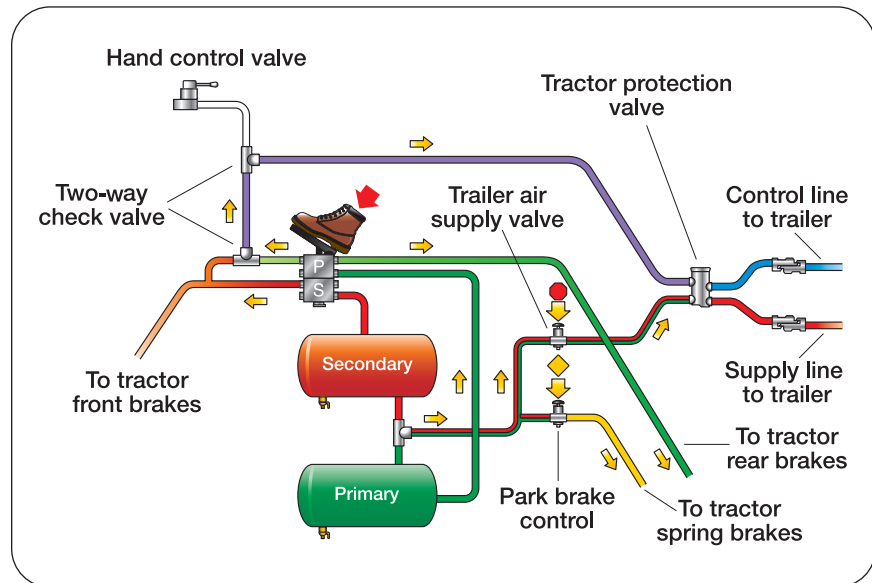 Hand control valve
Tractor protection
valve
Two-way
check valve
Trailer air
supply valve
Control line
to trailer
P
S
Secondary
Supply line
to trailer
To tractor
front brakes
To tractor
rear brakes
Primary
Park brake
control
To tractor
spring brakes